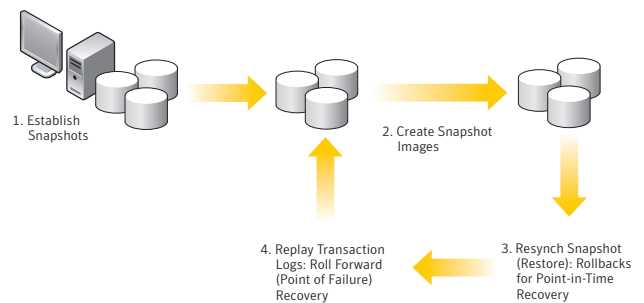 1. Establish
Snapshots
2. Create Snapshot
Images
3. Resynch Snapshot
(Restore): Rollbacks
for Point-in-Time
Recovery
4. Replay Transaction
Logs: Roll Forward
(Point of Failure)
Recovery